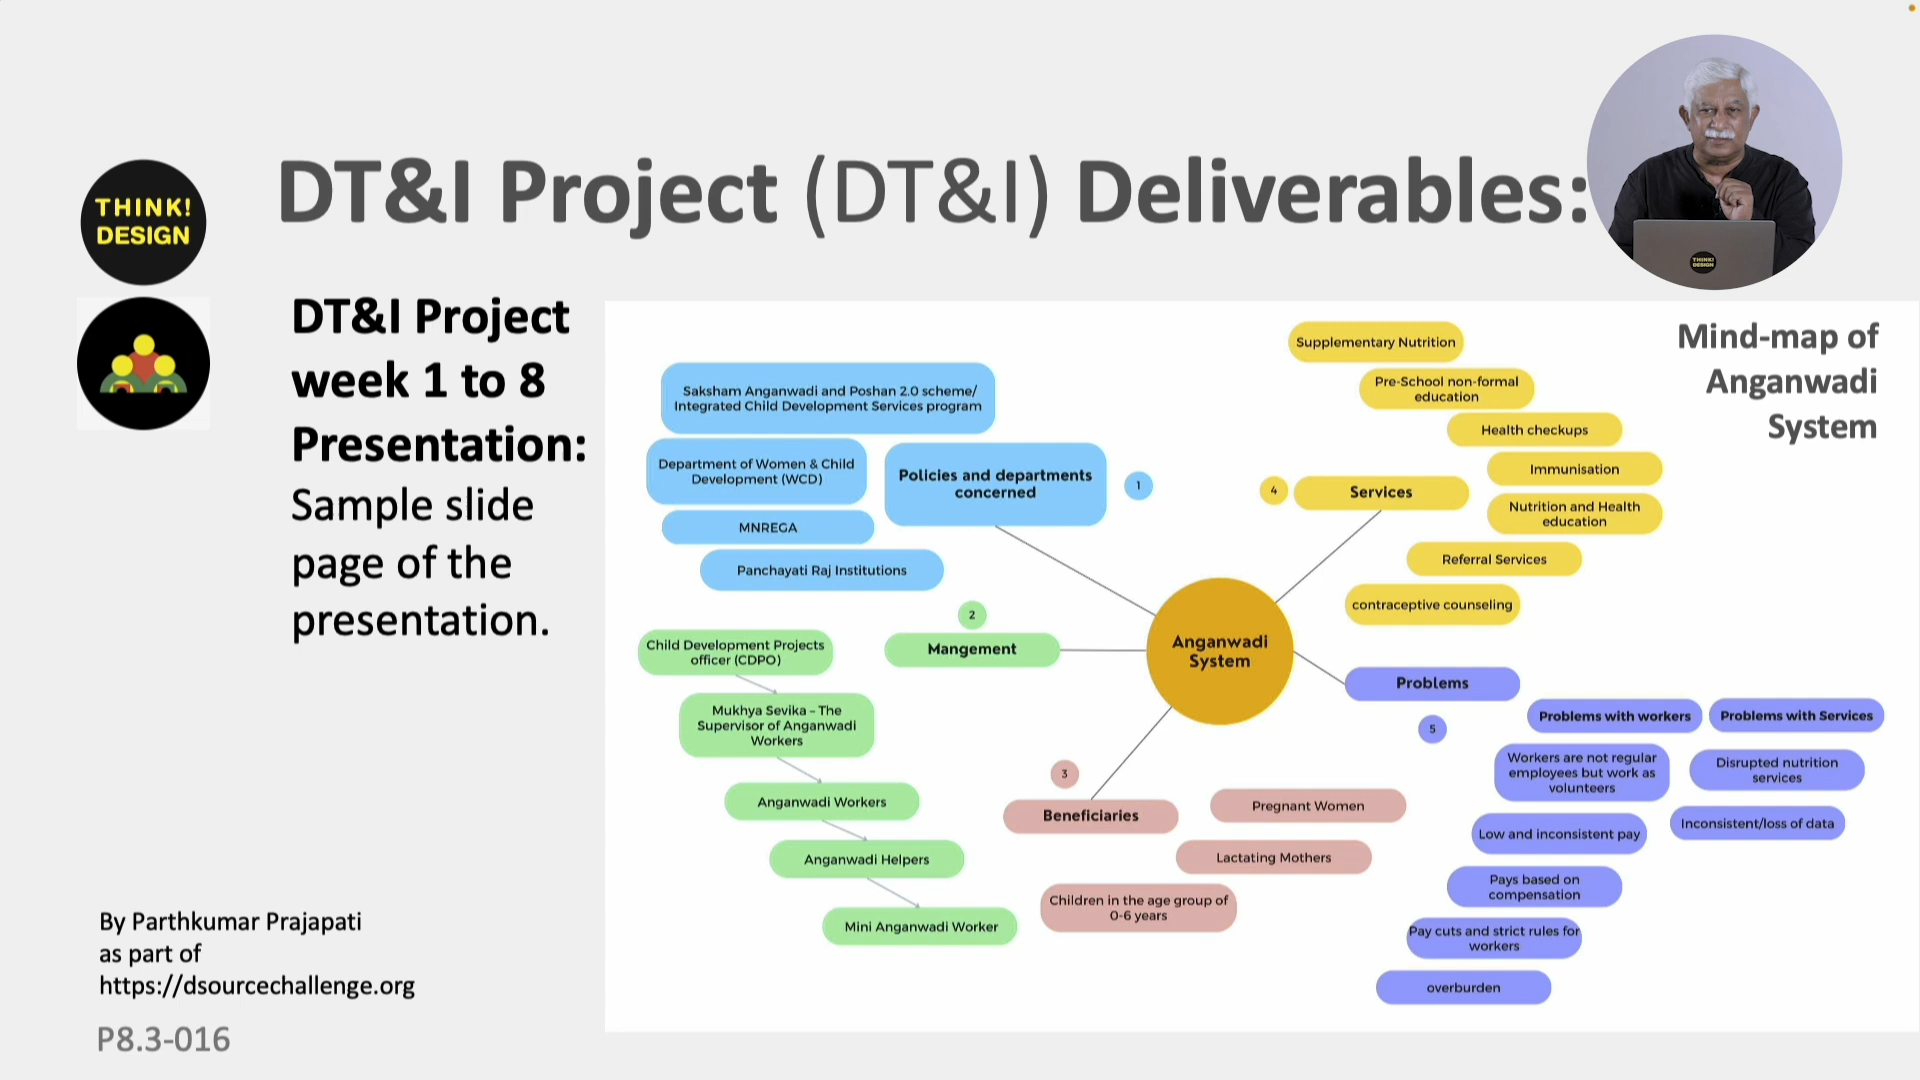 THINK!
DESIGN
DT&I Project (DT&I) Deliverables:
THINK!
DESIGN
DT&I Project
week 1 to 8
Presentation:
Sample slide
page of the
presentation.
Mind-map of
Anganwadi
System
Saksham Anganwadi and Poshan 2.0 scheme/
Integrated Child Development Services program
Department of Women & Child
Development (WCD)
MNREGA
Panchayati Raj Institutions
Policies and departments
concerned
1
2
Mangement
Child Development Projects
officer (CDPO)
Mukhya Sevika – The
Supervisor of Anganwadi
Workers
Anganwadi Workers
Anganwadi Helpers
Mini Anganwadi Worker
Anganwadi
System
3
Beneficiaries
Pregnant Women
Lactating Mothers
Children in the age group of
0-6 years
4
Services
Supplementary Nutrition
Pre-School non-formal
education
Health checkups
Immunisation
Nutrition and Health
education
Referral Services
contraceptive counseling
Problems
5
Problems with workers
Workers are not regular
employees but work as
volunteers
Low and inconsistent pay
Pays based on
compensation
Pay cuts and strict rules for
workers
overburden
Problems with Services
Disrupted nutrition
services
Inconsistent/loss of data
By Parthkumar Prajapati
as part of
https://dsourcechallenge.org
P8.3-016